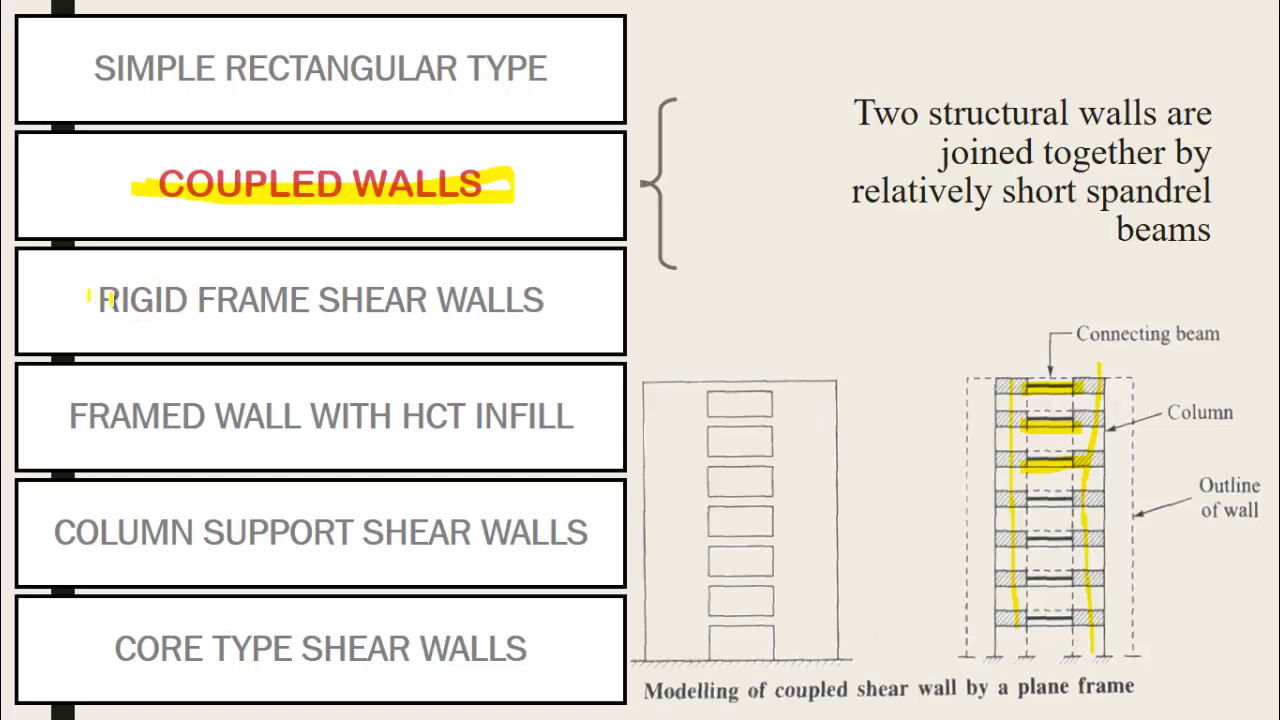 SIMPLE RECTANGULAR TYPE
COUPLED WALLS
RIGID FRAME SHEAR WALLS
FRAMED WALL WITH HCT INFILL
COLUMN SUPPORT SHEAR WALLS
CORE TYPE SHEAR WALLS
Two structural walls are
joined together by
relatively short spandrel
beams
Connecting beam
Column
Outline
of wall
Modelling of coupled shear wall by a plane frame